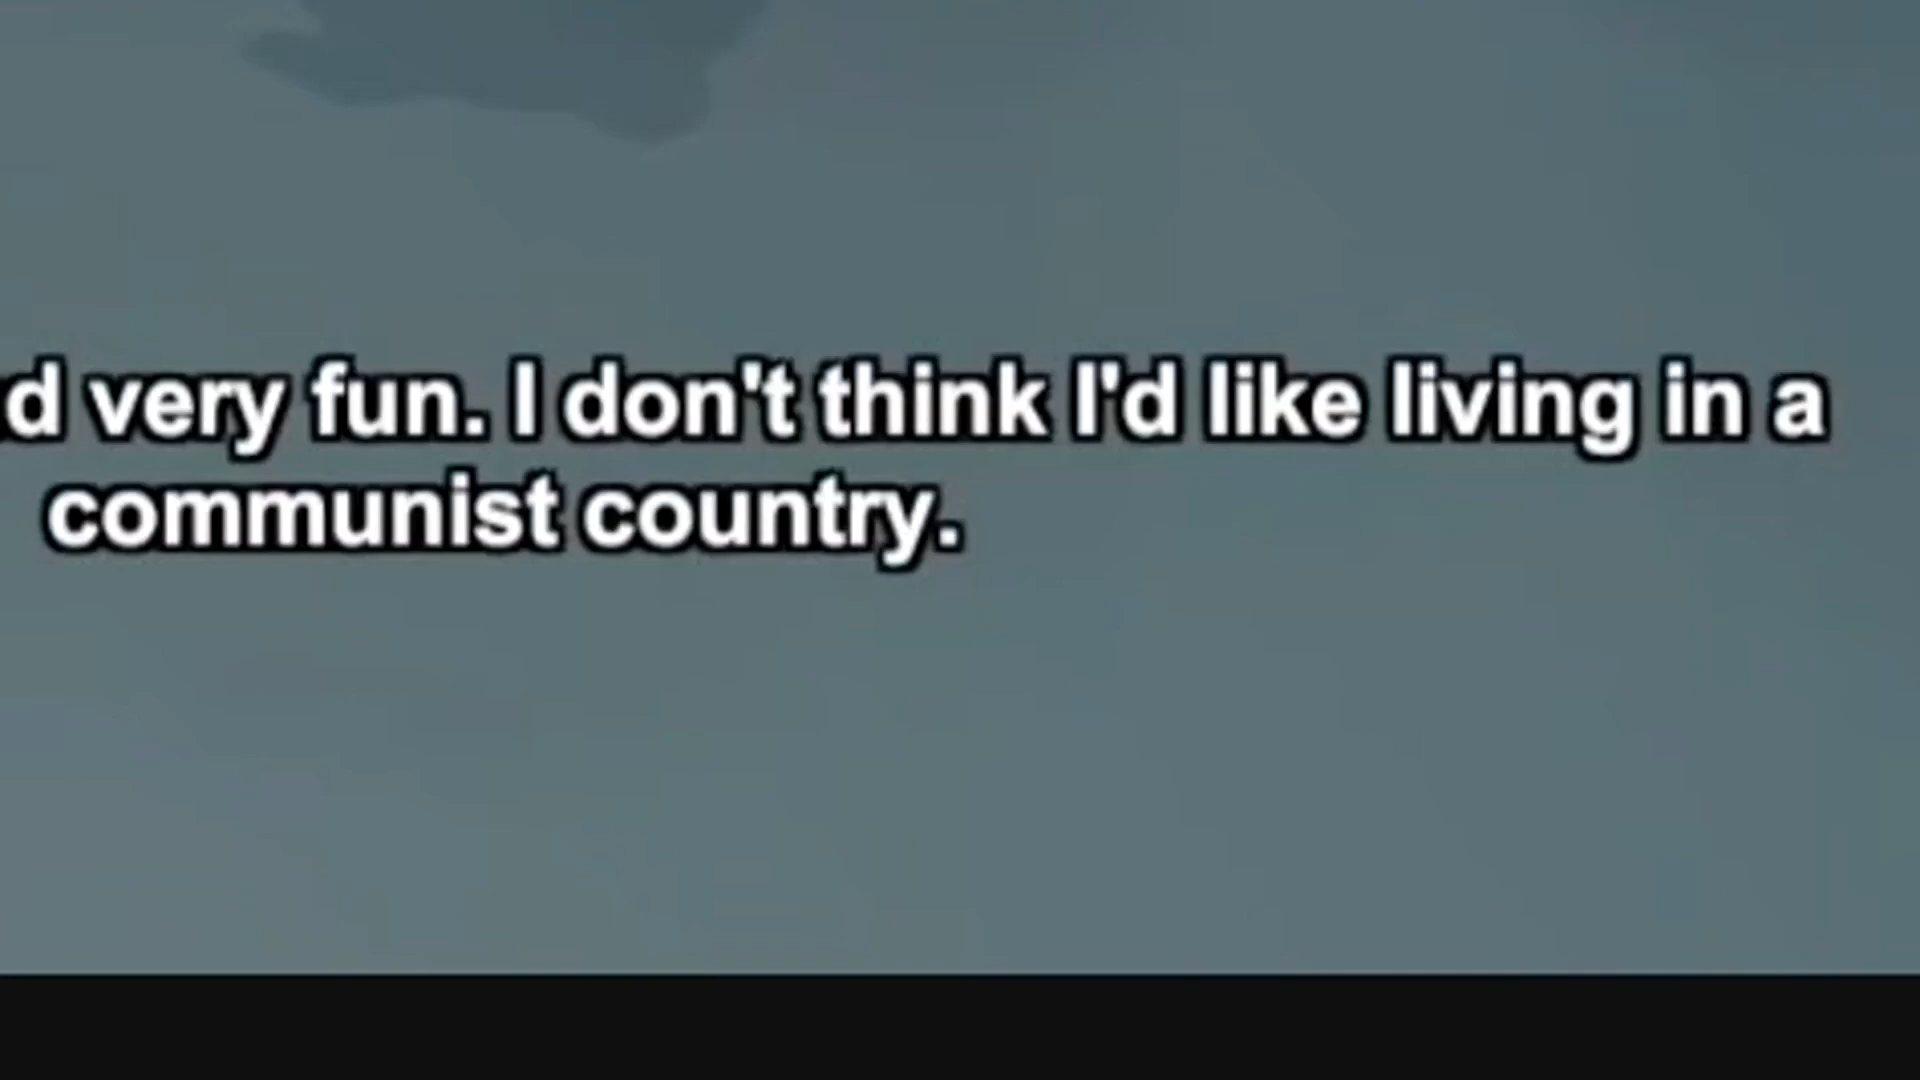 very fun. I don't think I'd like living in a
communist country.